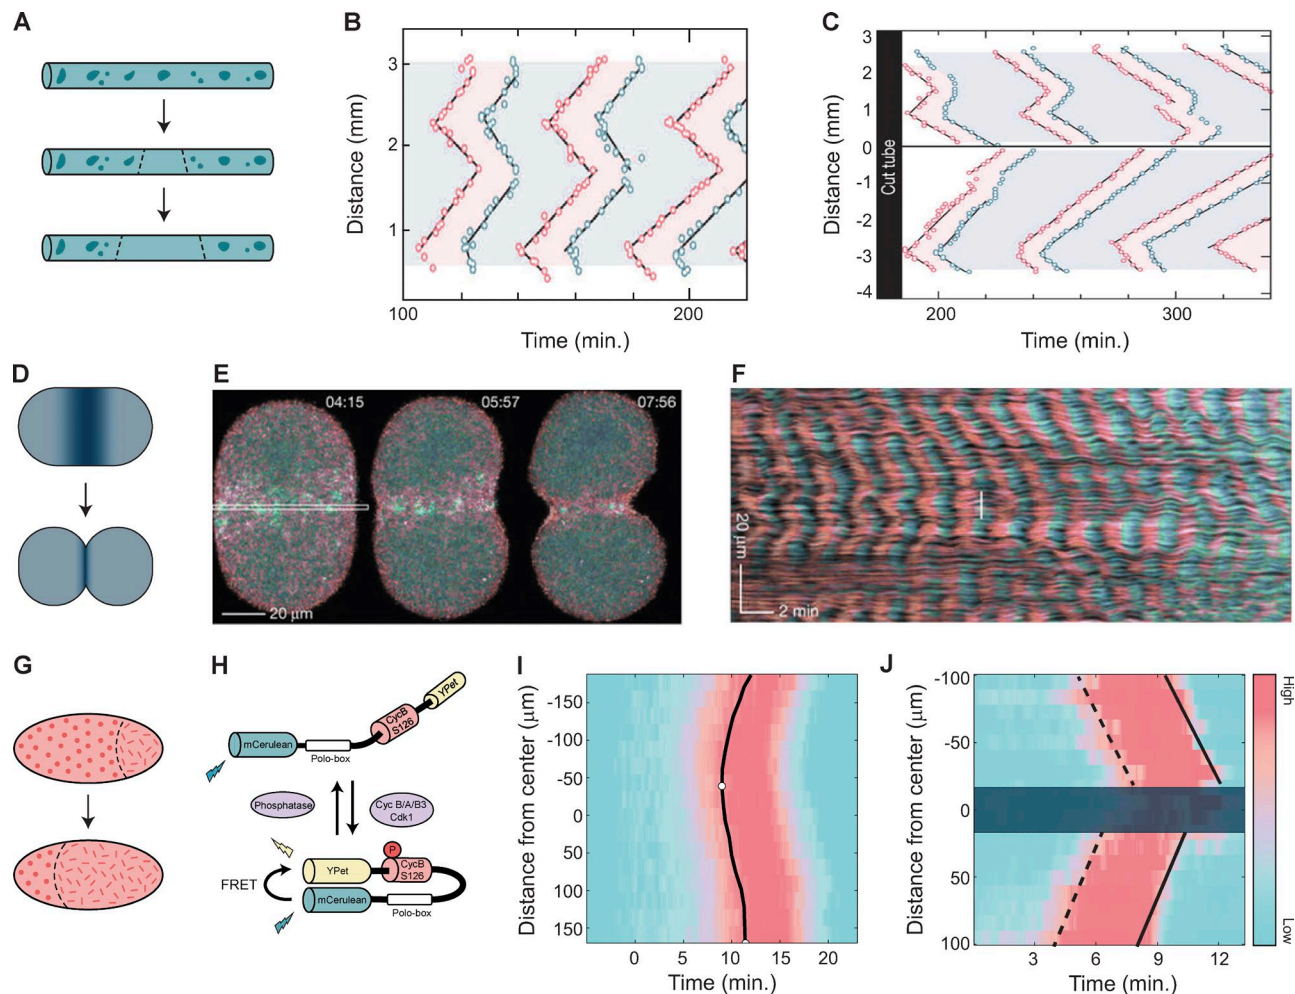 A
B
Distance (mm)
3
2
1
100
200
Time (min.)
C
Distance (mm)
3
2
1
0
-1
-2
-3
-4
Cut tube
200
300
Time (min.)
D
E
04:15
05:57
07:56
20 µm
F
20 µm
2 min
G
H
YPet
CycB
S126
mCerulean
Polo-box
Phosphatase
Cyc B/A/B3
Cdk1
P
YPet
CycB
S126
FRET
mCerulean
Polo-box
I
Distance from center (µm)
-150
-100
-50
0
50
100
150
0
5
10
15
20
Time (min.)
J
Distance from center (µm)
-100
-50
0
50
100
3
6
9
12
Time (min.)
High
Low